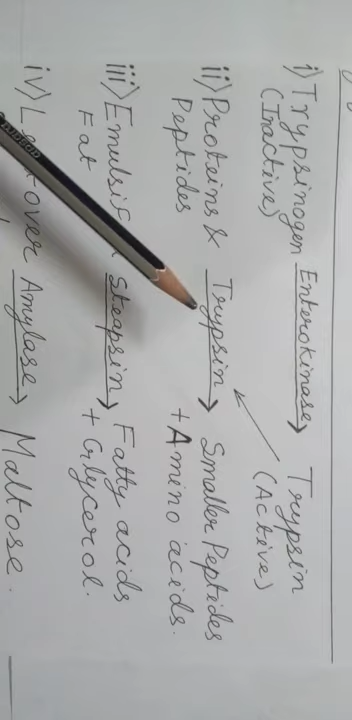 i) Trypsinogen Enterokinase → Trypsin
(Inactive) (Active)
ii) Proteins & Trypsin → Smaller Peptides
Peptides + Amino acids.
iii) Steapsin → Fatty acids
Fat + Glycerol.
iv) over Amylase → Maltose.